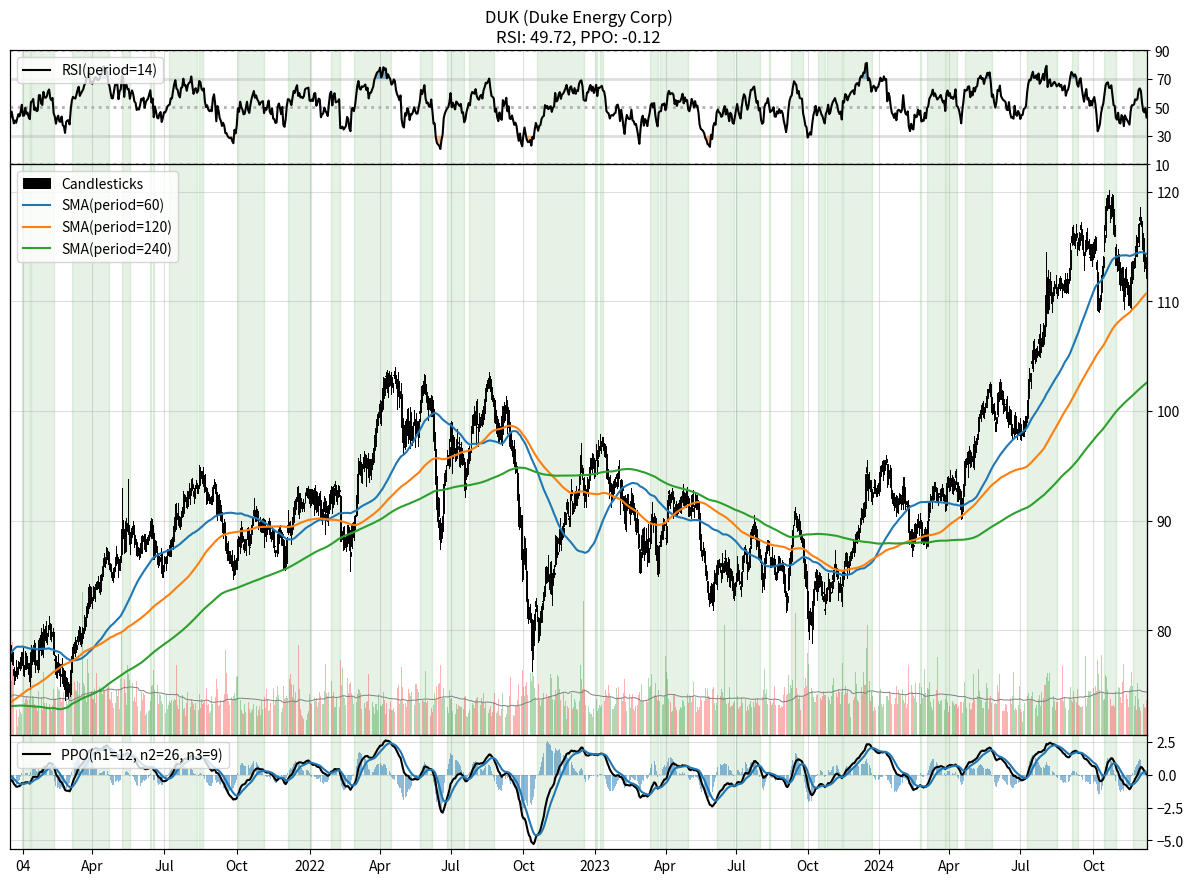 DUK (Duke Energy Corp)
RSI: 49.72, PPO: -0.12
RSI(period=14)
90
70
50
30
10
Candlesticks
SMA(period=60)
SMA(period=120)
SMA(period=240)
120
110
100
90
80
PPO(n1=12, n2=26, n3=9)
2.5
0.0
−2.5
−5.0
04 Apr Jul Oct 2022 Apr Jul Oct 2023 Apr Jul Oct 2024 Apr Jul Oct